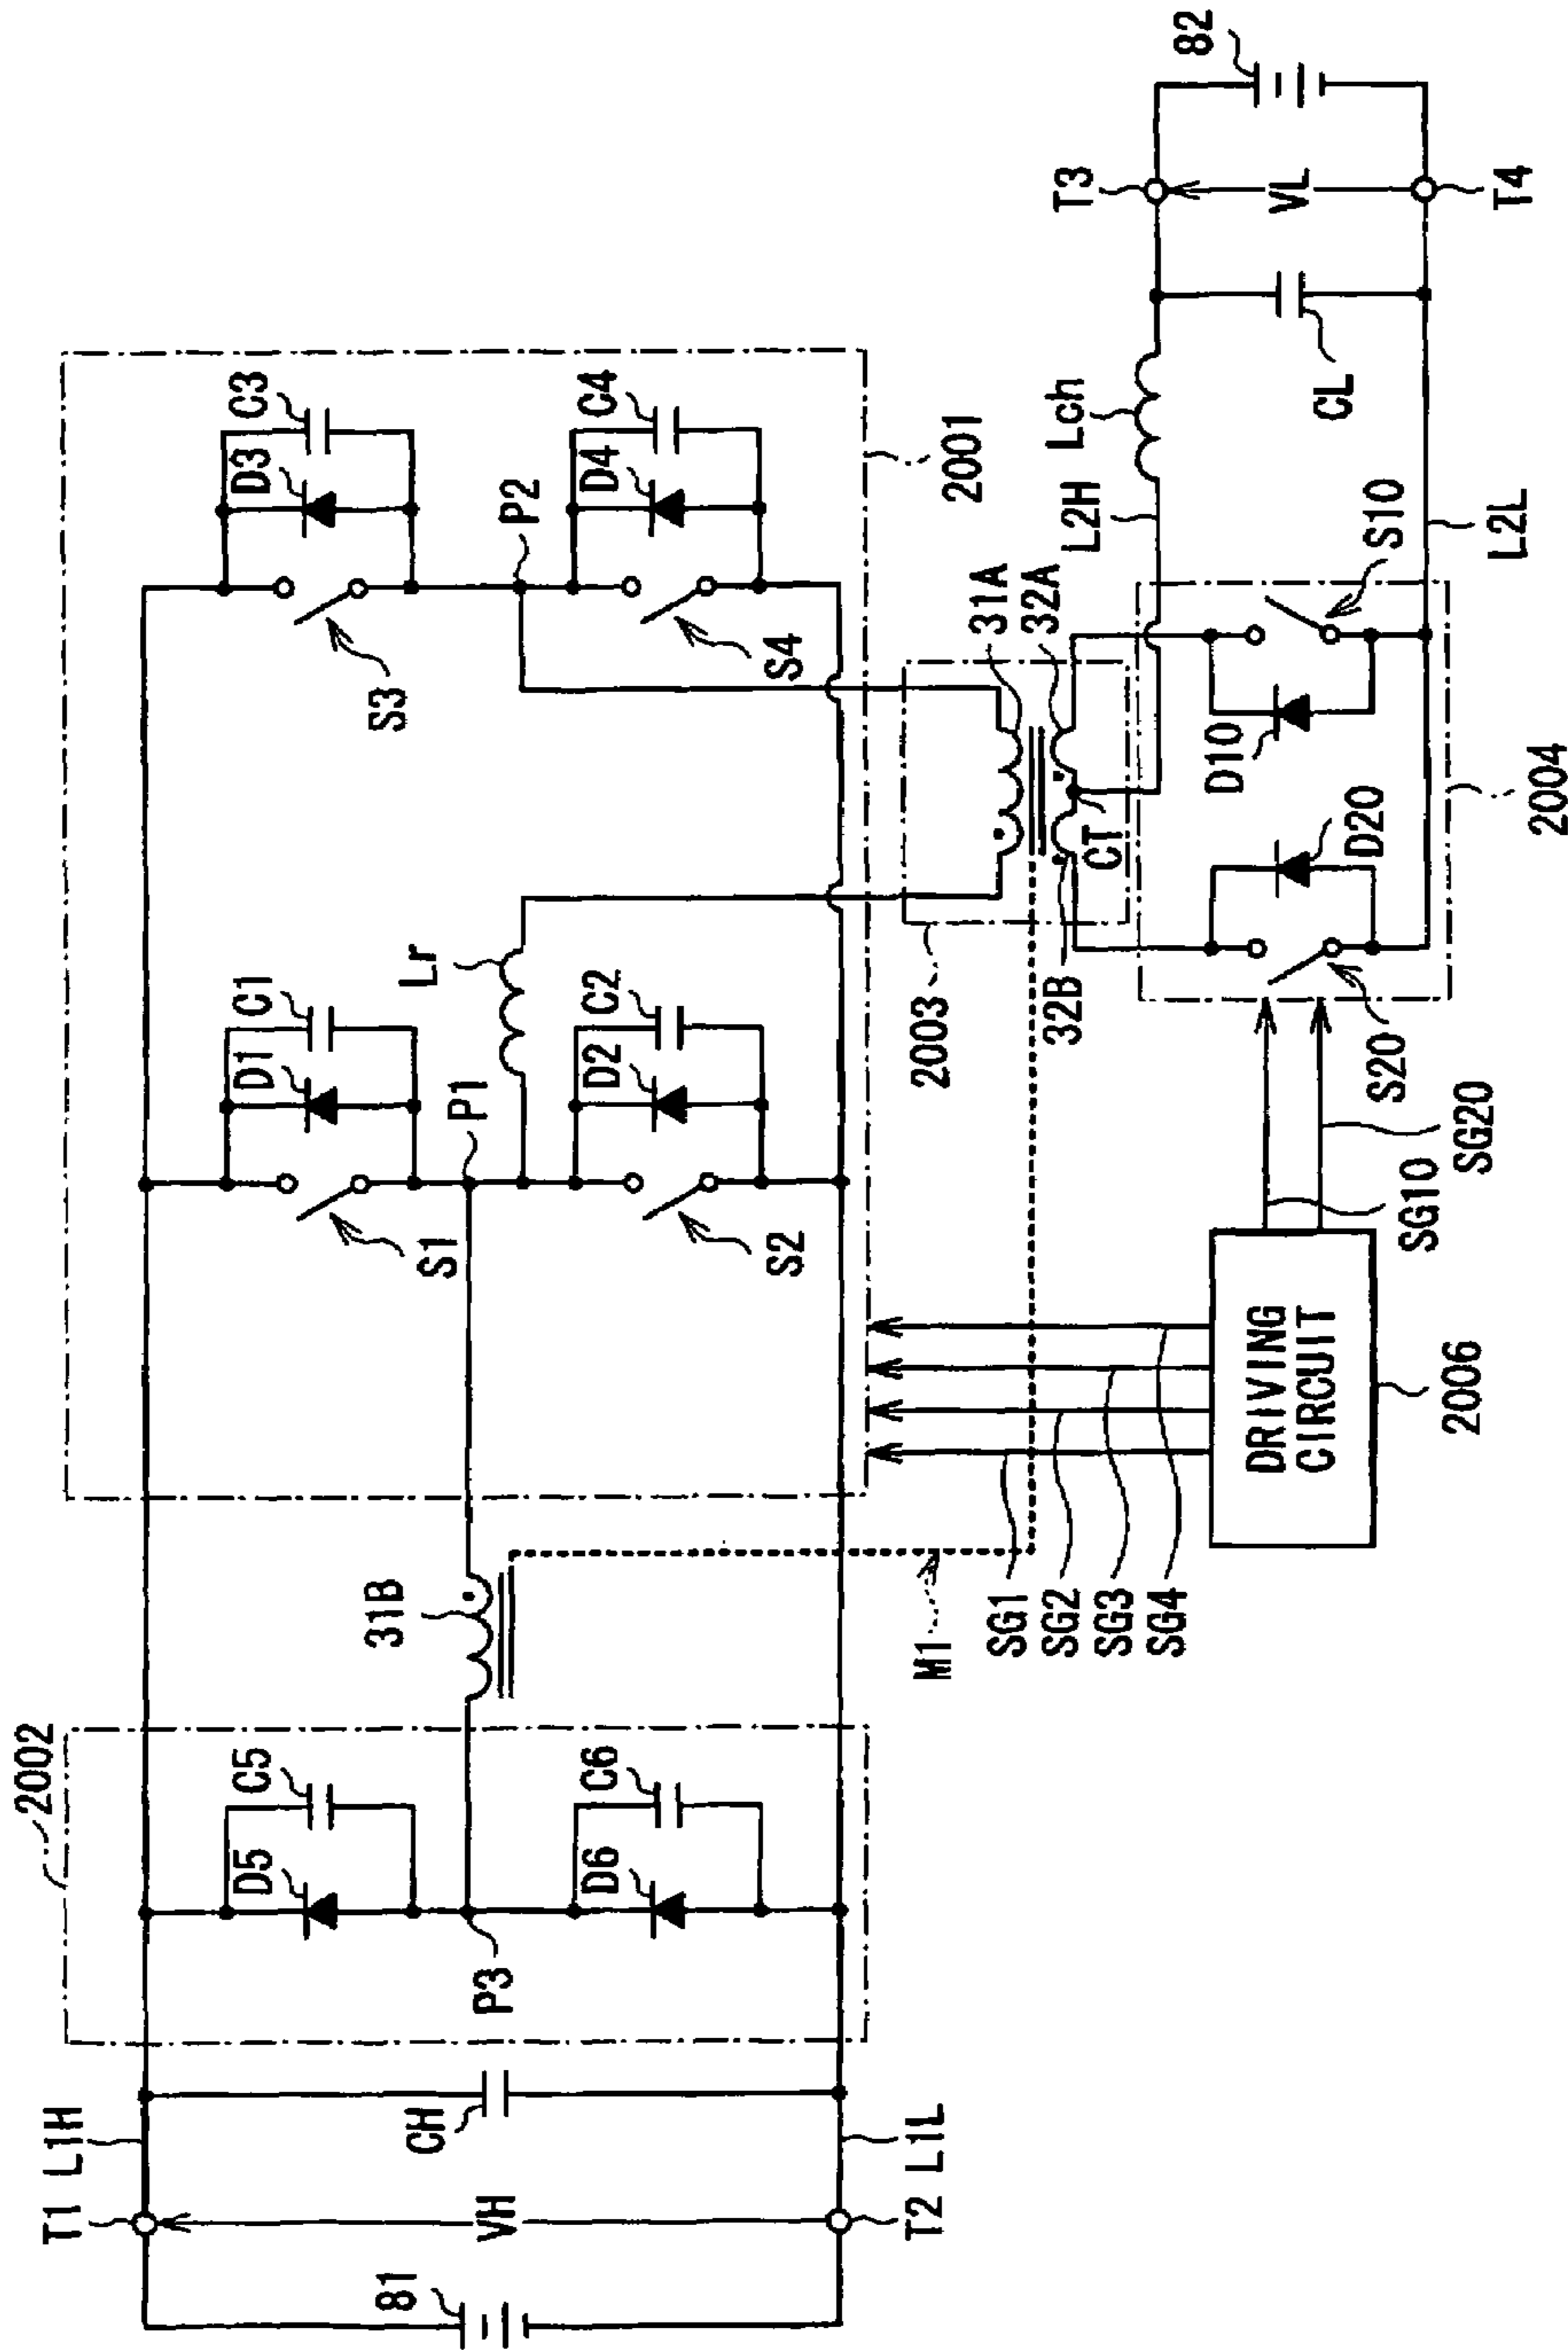 2002
2001
T1
L1H
D5
C5
31B
S1
D1
C1
Lr
S3
D3
C3
81
VH
CH
P3
P1
P2
D6
C6
S2
D2
C2
S4
D4
C4
T2
L1L
M1
SG1
SG2
SG3
SG4
2003
31A
32A
32B
CT
L2H
Lch
T3
82
DRIVING
CIRCUIT
2006
SG10
SG20
S20
D20
D10
S10
CL
VL
2004
L2L
T4